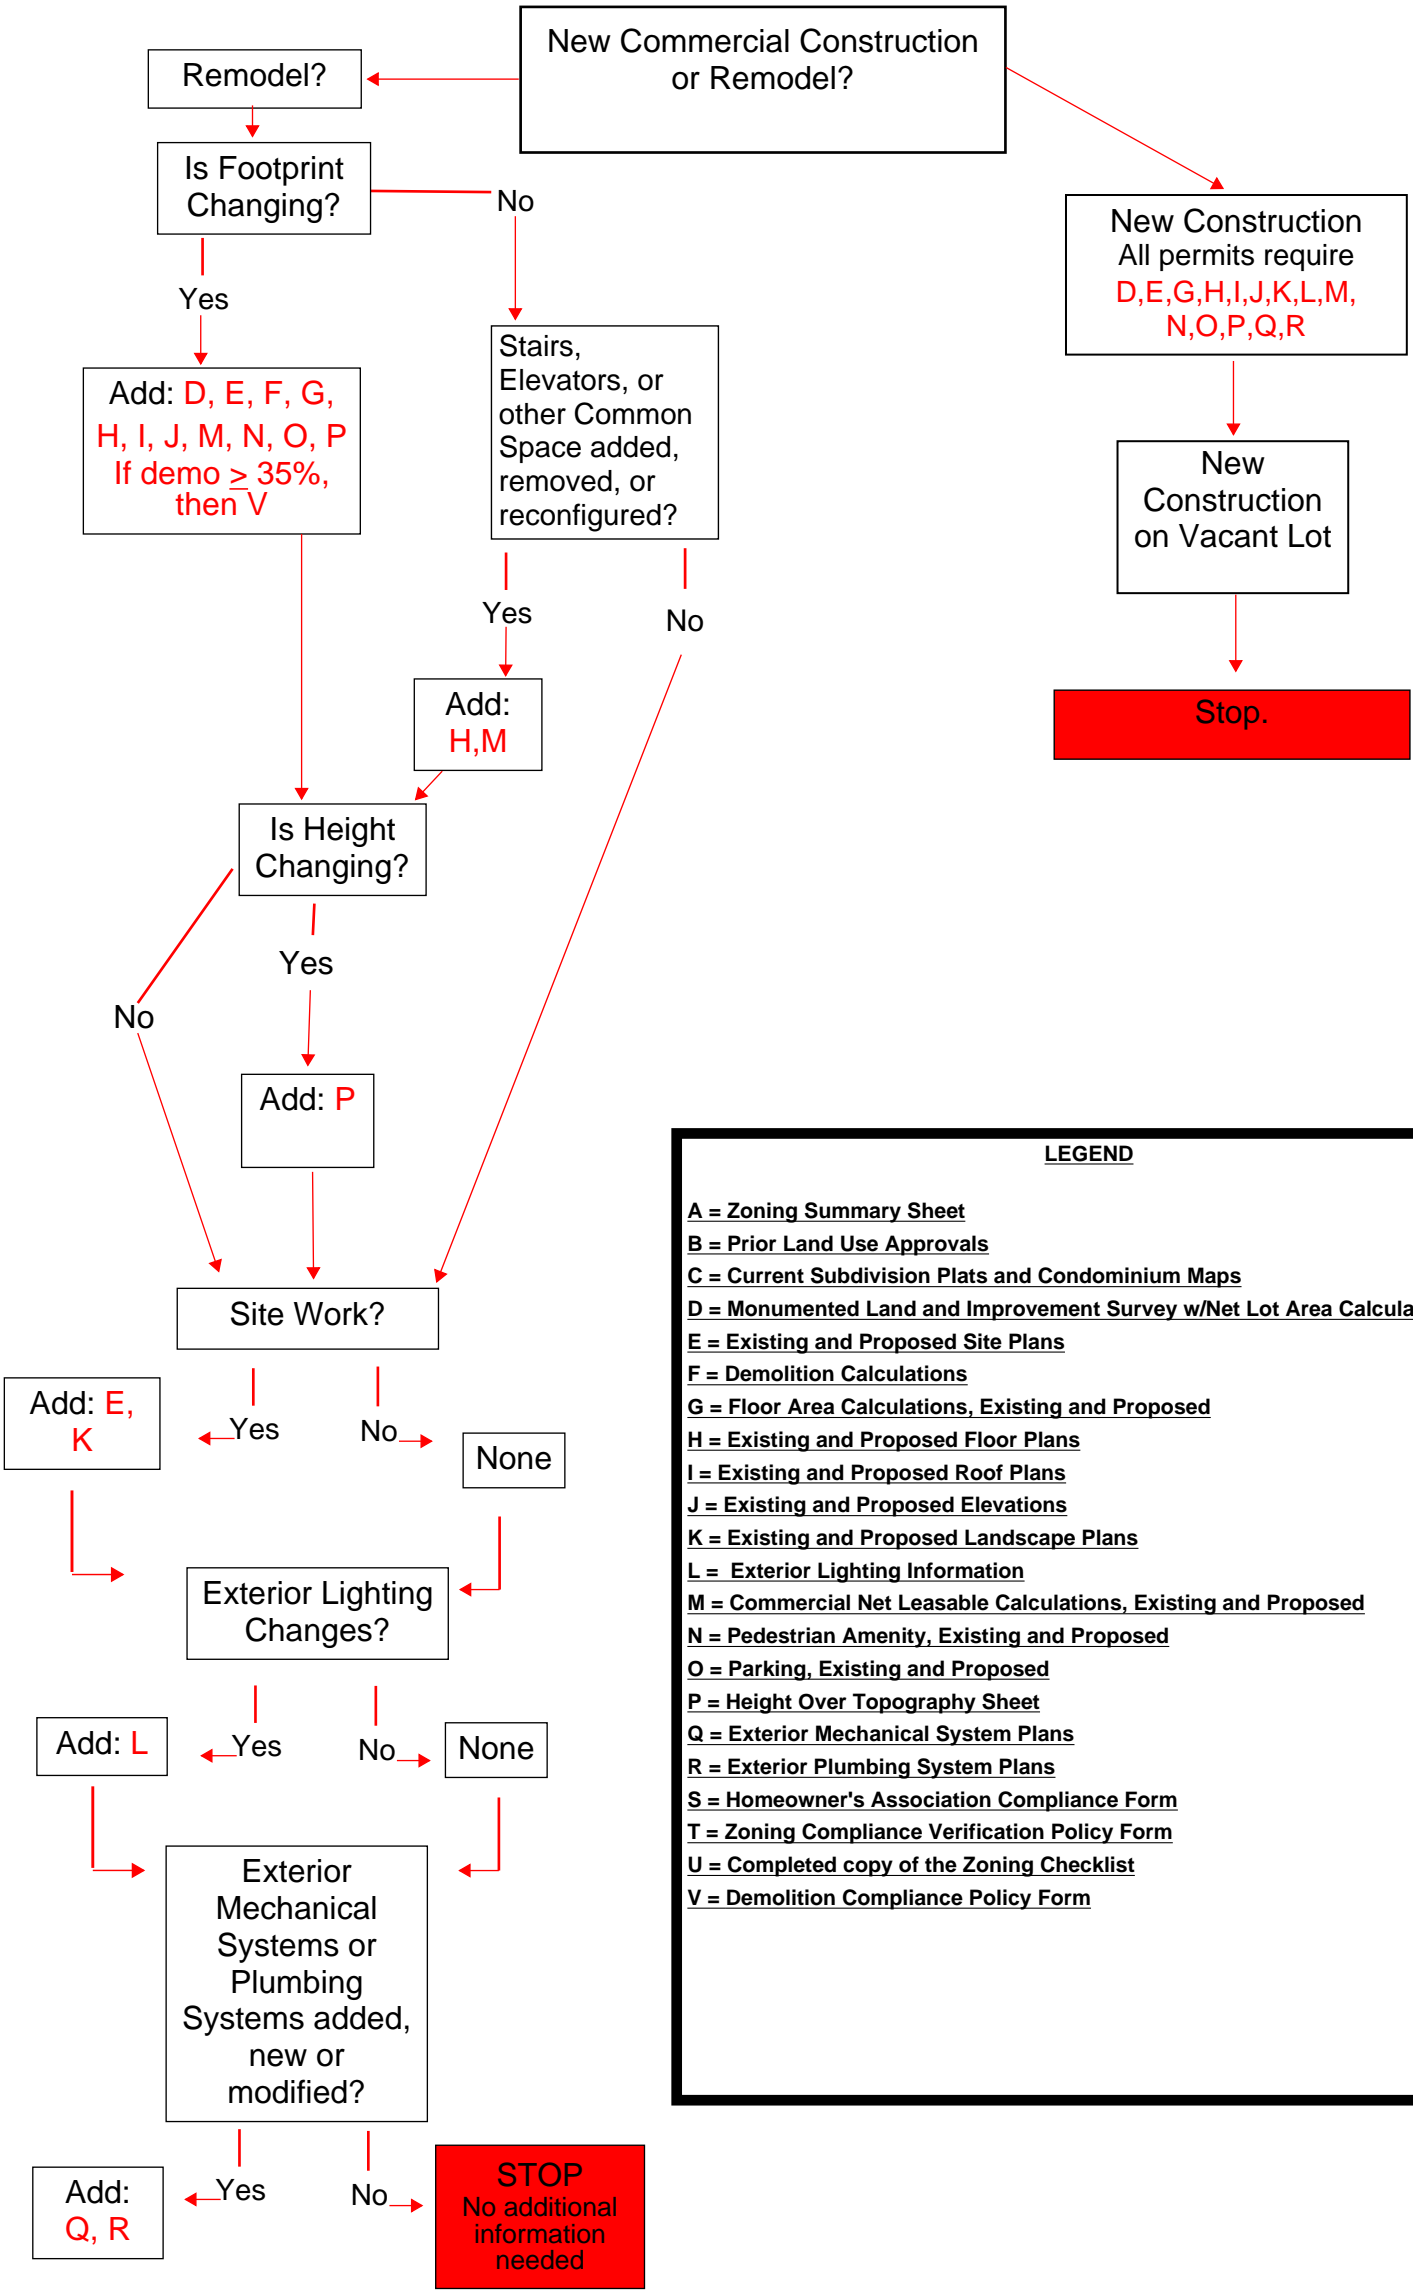 New Commercial Construction
or Remodel?
Remodel?
Is Footprint
Changing?
No
Yes
New Construction
All permits require
D,E,G,H,I,J,K,L,M,
N,O,P,Q,R
Add: D, E, F, G,
H, I, J, M, N, O, P
If demo ≥ 35%,
then V
Stairs,
Elevators, or
other Common
Space added,
removed, or
reconfigured?
New
Construction
on Vacant Lot
Yes
No
Add:
H,M
Stop.
Is Height
Changing?
Yes
No
Add: P
Site Work?
Yes
No
Add: E,
K
None
Exterior Lighting
Changes?
Yes
No
Add: L
None
Exterior
Mechanical
Systems or
Plumbing
Systems added,
new or
modified?
Yes
No
Add:
Q, R
STOP
No additional
information
needed
LEGEND
A = Zoning Summary Sheet
B = Prior Land Use Approvals
C = Current Subdivision Plats and Condominium Maps
D = Monumented Land and Improvement Survey w/Net Lot Area Calcula
E = Existing and Proposed Site Plans
F = Demolition Calculations
G = Floor Area Calculations, Existing and Proposed
H = Existing and Proposed Floor Plans
I = Existing and Proposed Roof Plans
J = Existing and Proposed Elevations
K = Existing and Proposed Landscape Plans
L = Exterior Lighting Information
M = Commercial Net Leasable Calculations, Existing and Proposed
N = Pedestrian Amenity, Existing and Proposed
O = Parking, Existing and Proposed
P = Height Over Topography Sheet
Q = Exterior Mechanical System Plans
R = Exterior Plumbing System Plans
S = Homeowner's Association Compliance Form
T = Zoning Compliance Verification Policy Form
U = Completed copy of the Zoning Checklist
V = Demolition Compliance Policy Form